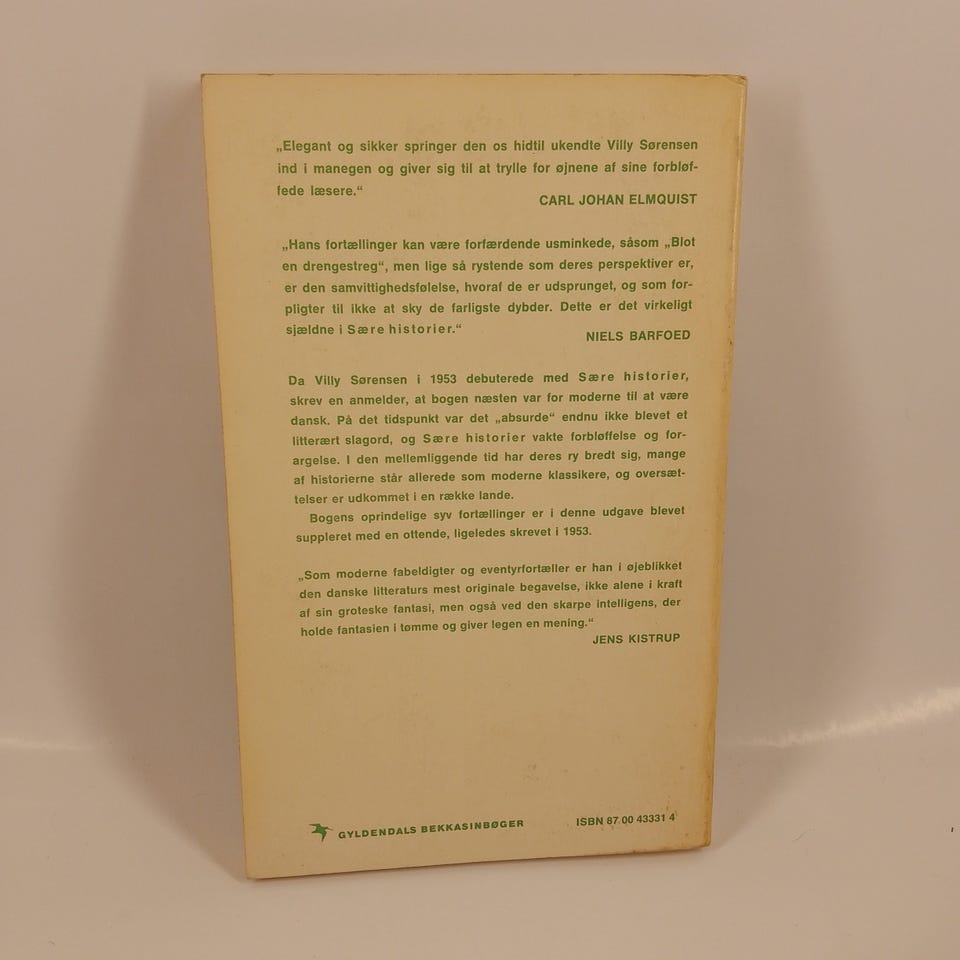 „Elegant og sikker springer den os hidtil ukendte Villy Sørensen
ind i manegen og giver sig til at trylle for øjnene af sine forbløf-
fede læsere.“
CARL JOHAN ELMQUIST
„Hans fortællinger kan være forfærdende usminkede, såsom „Blot
en drengestreg“, men lige så rystende som deres perspektiver er,
er den samvittighedsfølelse, hvoraf de er udsprunget, og som for-
pligter til ikke at sky de farligste dybder. Dette er det virkeligt
sjældne i Sære historier.“
NIELS BARFOED
Da Villy Sørensen i 1953 debuterede med Sære historier,
skrev en anmelder, at bogen næsten var for moderne til at være
dansk. På det tidspunkt var det „absurde“ endnu ikke blevet et
litterært slagord, og Sære historier vakte forbløffelse og for-
argelse. I den mellemliggende tid har deres ry bredt sig, mange
af historierne står allerede som moderne klassikere, og oversæt-
telser er udkommet i en række lande.
Bogens oprindelige syv fortællinger er i denne udgave blevet
suppleret med en ottende, ligeledes skrevet i 1953.
„Som moderne fabeldigter og eventyrfortæller er han i øjeblikket
den danske litteraturs mest originale begavelse, ikke alene i kraft
af sin groteske fantasi, men også ved den skarpe intelligens, der
holde fantasien i tømme og giver legen en mening.“
JENS KISTRUP
GYLDENDALS BEKKASINBØGER
ISBN 87 00 43331 4